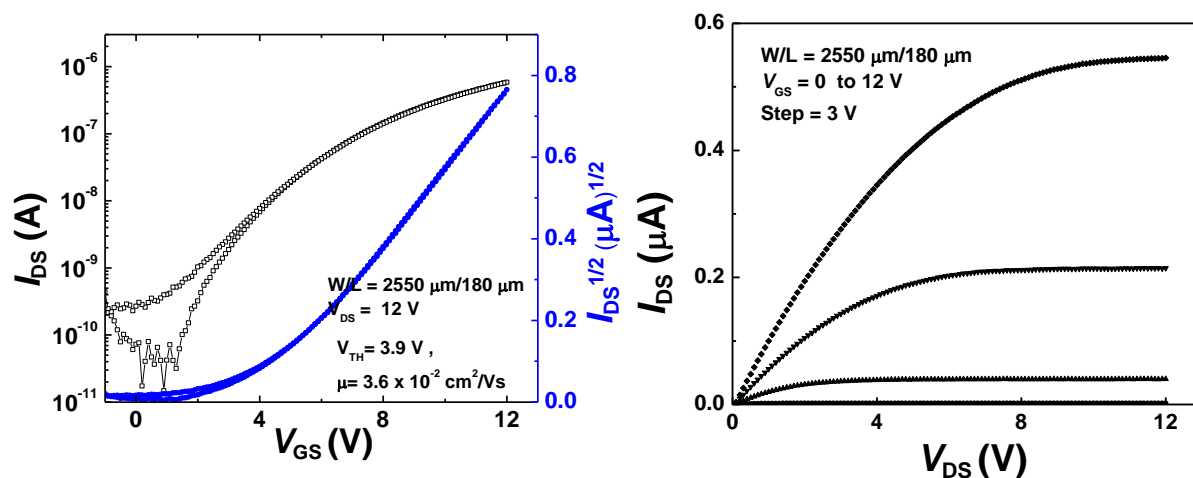 10⁻⁶
10⁻⁷
10⁻⁸
10⁻⁹
10⁻¹⁰
10⁻¹¹
I_DS (A)
0 4 8 12
V_GS (V)
0.8
0.6
0.4
0.2
0.0
I_DS^1/2 (µA)^1/2
W/L = 2550 µm/180 µm
V_DS = 12 V
V_TH = 3.9 V ,
µ= 3.6 x 10⁻² cm²/Vs
0.6
0.4
0.2
0.0
I_DS (µA)
0 4 8 12
V_DS (V)
W/L = 2550 µm/180 µm
V_GS = 0 to 12 V
Step = 3 V